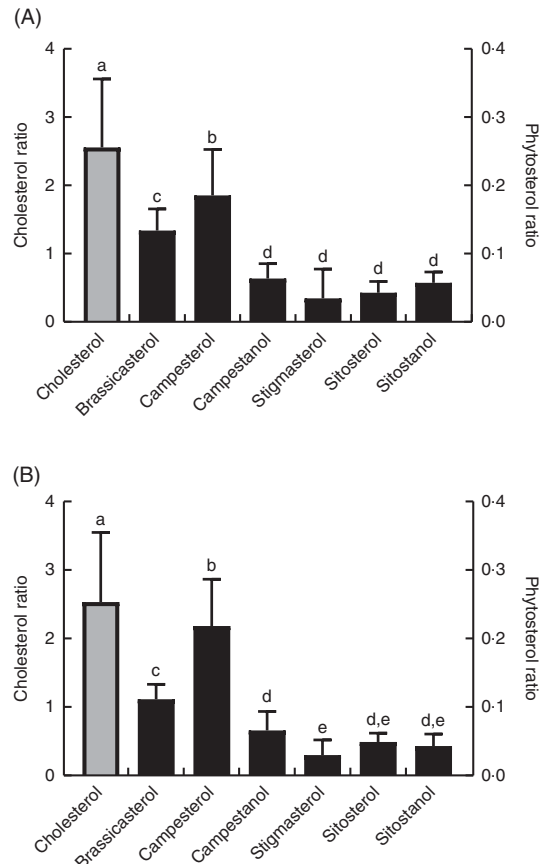 (A)
4
3
2
1
0
Cholesterol ratio
0·4
0·3
0·2
0·1
0·0
Phytosterol ratio
a
c
b
d
d
d
d
Cholesterol
Brassicasterol
Campesterol
Campestanol
Stigmasterol
Sitosterol
Sitostanol
(B)
4
3
2
1
0
Cholesterol ratio
0·4
0·3
0·2
0·1
0·0
Phytosterol ratio
a
c
b
d
e
d,e
d,e
Cholesterol
Brassicasterol
Campesterol
Campestanol
Stigmasterol
Sitosterol
Sitostanol